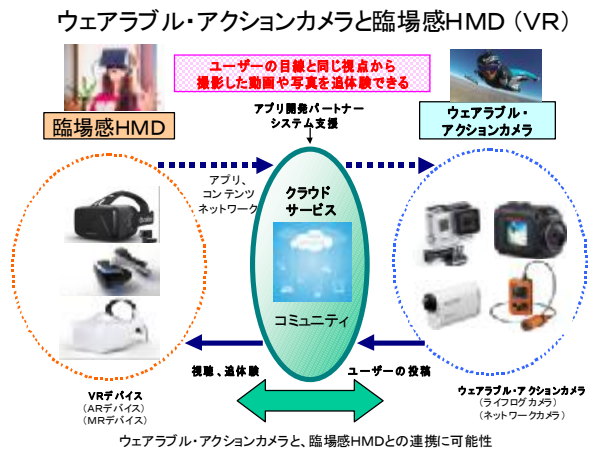 ウェアラブル・アクションカメラと臨場感HMD（VR）
ユーザーの目線と同じ視点から
撮影した動画や写真を追体験できる
臨場感HMD
アプリ開発パートナー
システム支援
ウェアラブル・
アクションカメラ
アプリ、
コンテンツ
ネットワーク
クラウド
サービス
コミュニティ
視聴、追体験
ユーザーの投稿
VRデバイス
（ARデバイス）
（MRデバイス）
ウェアラブル・アクションカメラ
（ライフログカメラ）
（ネットワークカメラ）
ウェアラブル・アクションカメラと、臨場感HMDとの連携に可能性